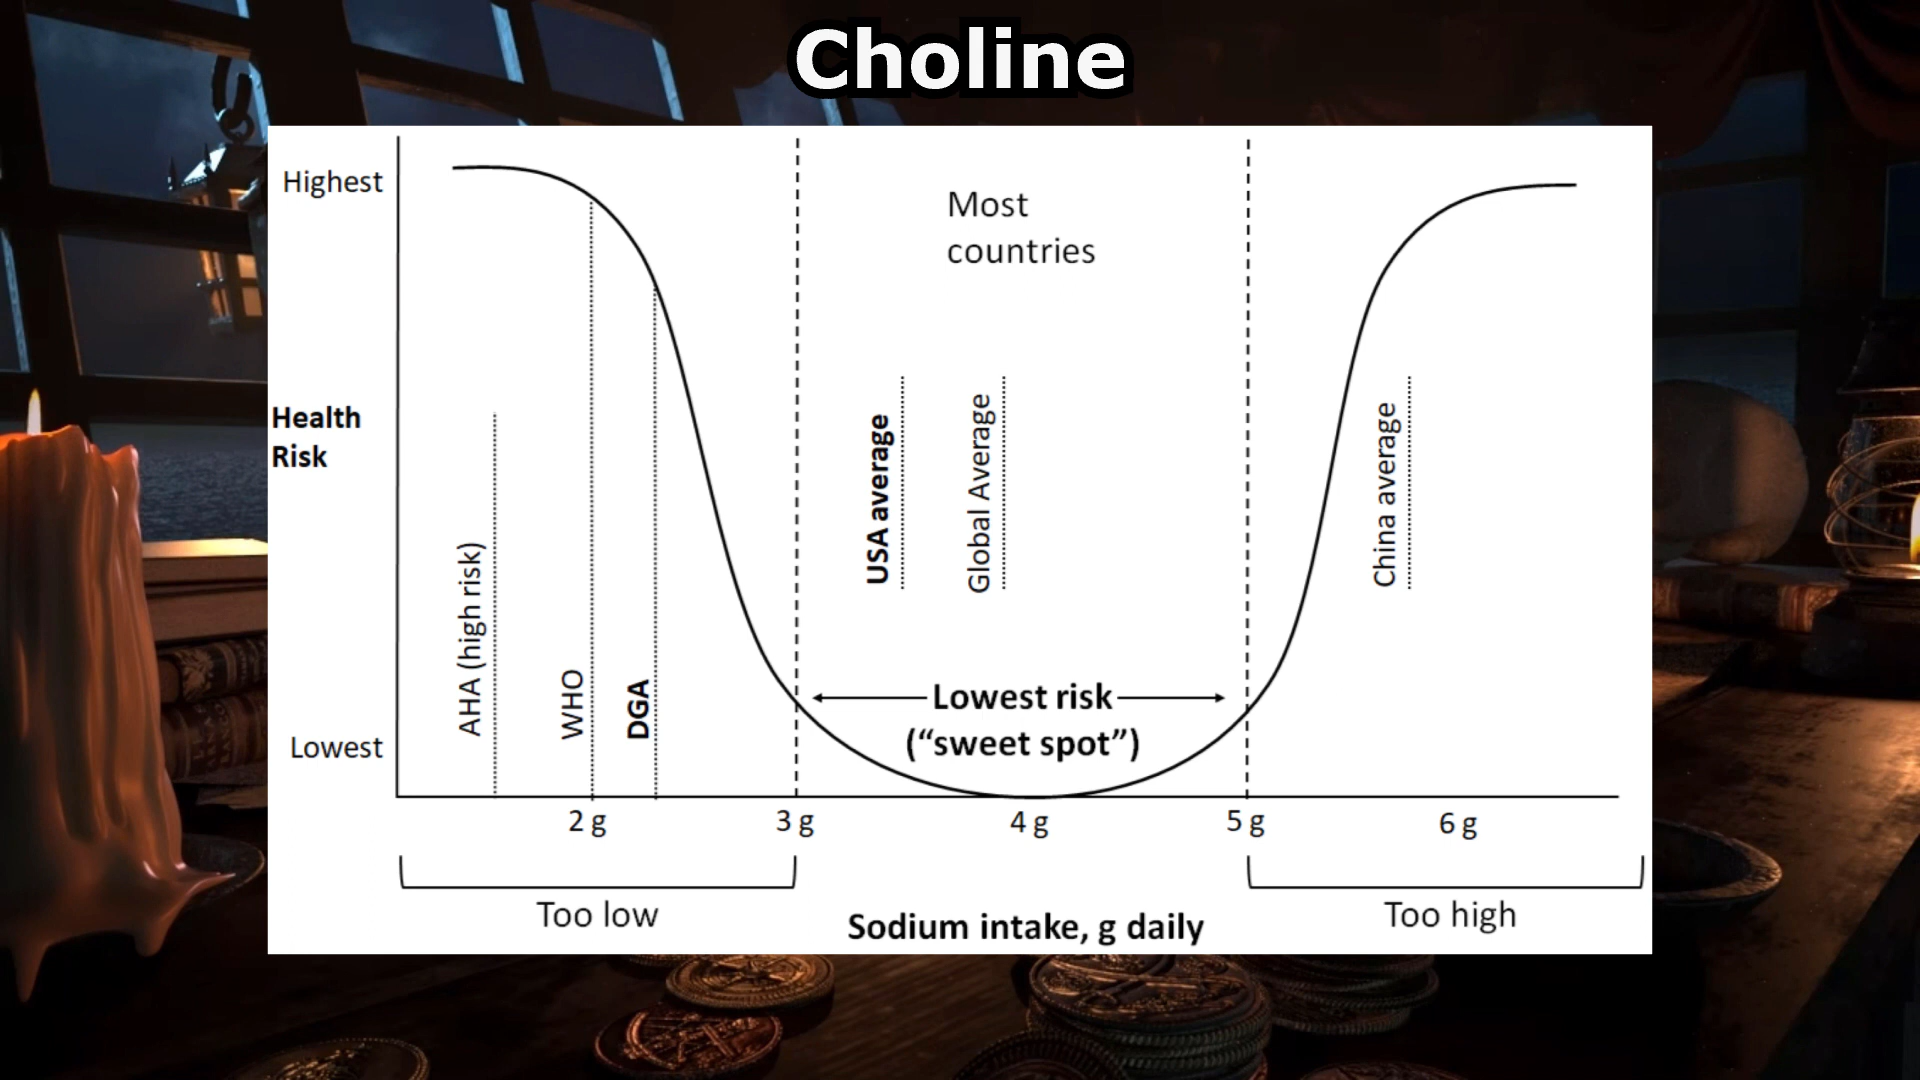 Choline
Highest
Most
countries
Health
Risk
USA average
Global Average
China average
AHA (high risk)
WHO
DGA
Lowest risk
(“sweet spot”)
Lowest
2 g
3 g
4 g
5 g
6 g
Too low
Sodium intake, g daily
Too high